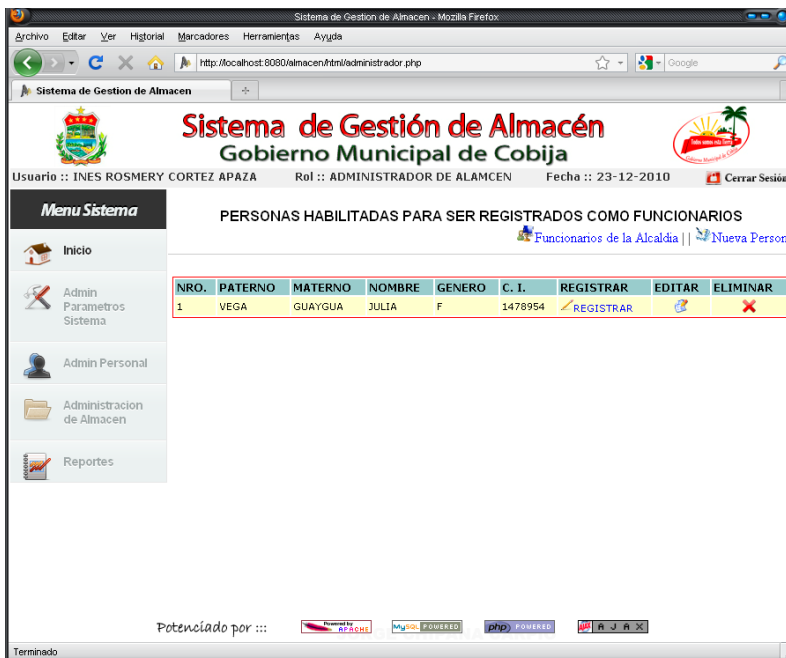 Sistema de Gestion de Almacen - Mozilla Firefox
Archivo Editar Ver Historial Marcadores Herramientas Ayuda
http://localhost:8080/almacen/html/administrador.php Google
Sistema de Gestion de Almacen
Sistema de Gestión de Almacén
Gobierno Municipal de Cobija
Usuario :: INES ROSMERY CORTEZ APAZA Rol :: ADMINISTRADOR DE ALAMCEN Fecha :: 23-12-2010 Cerrar Sesión
Menu Sistema
PERSONAS HABILITADAS PARA SER REGISTRADOS COMO FUNCIONARIOS
Funcionarios de la Alcaldia || Nueva Person
Inicio
Admin
Parametros
Sistema
Admin Personal
Administracion
de Almacen
Reportes
NRO. PATERNO MATERNO NOMBRE GENERO C. I. REGISTRAR EDITAR ELIMINAR
1 VEGA GUAYGUA JULIA F 1478954 REGISTRAR
Potenciado por ::: Powered by APACHE MySQL POWERED php POWERED AJAX
Terminado